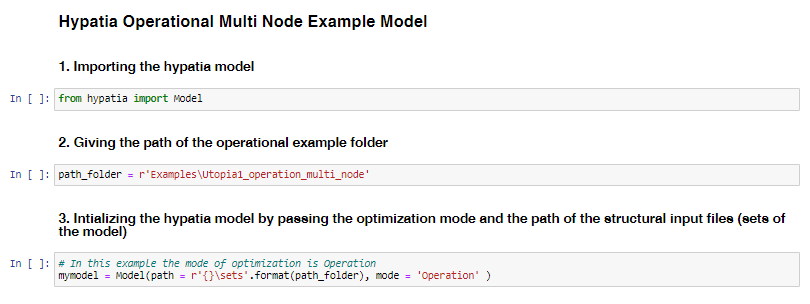 Hypatia Operational Multi Node Example Model
1. Importing the hypatia model
In [ ]: from hypatia import Model
2. Giving the path of the operational example folder
In [ ]: path_folder = r'Examples\Utopia1_operation_multi_node'
3. Intializing the hypatia model by passing the optimization mode and the path of the structural input files (sets of
the model)
In [ ]: # In this example the mode of optimization is Operation
mymodel = Model(path = r'{}\sets'.format(path_folder), mode = 'Operation' )